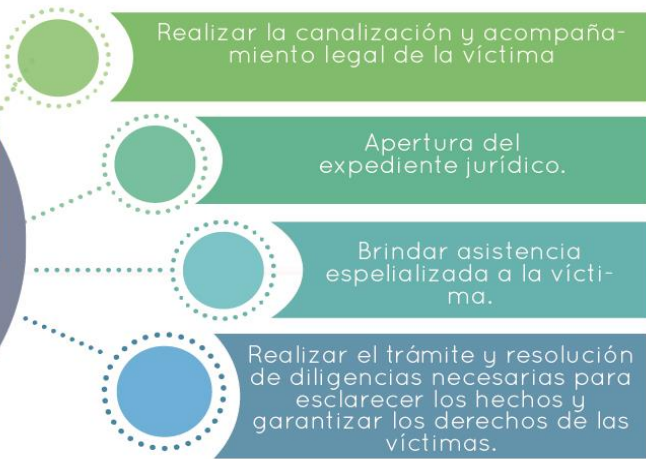 Realizar la canalización y acompaña-
miento legal de la víctima
Apertura del
expediente jurídico.
Brindar asistencia
espelializada a la vícti-
ma.
Realizar el trámite y resolución
de diligencias necesarias para
esclarecer los hechos y
garantizar los derechos de las
víctimas.